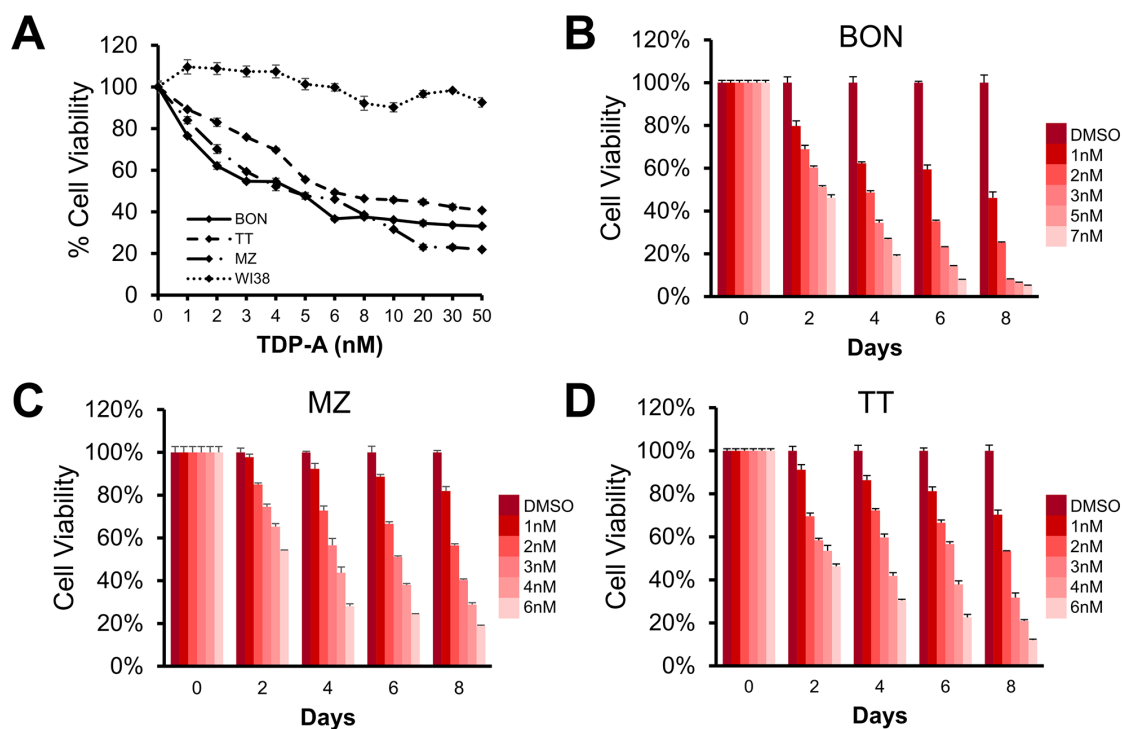 A
120
100
80
60
40
20
0
% Cell Viability
BON
TT
MZ
WI38
0 1 2 3 4 5 6 8 10 20 30 50
TDP-A (nM)
B
BON
120%
100%
80%
60%
40%
20%
0%
Cell Viability
0 2 4 6 8
Days
DMSO
1nM
2nM
3nM
5nM
7nM
C
MZ
120%
100%
80%
60%
40%
20%
0%
Cell Viability
0 2 4 6 8
Days
DMSO
1nM
2nM
3nM
4nM
6nM
D
TT
120%
100%
80%
60%
40%
20%
0%
Cell Viability
0 2 4 6 8
Days
DMSO
1nM
2nM
3nM
4nM
6nM